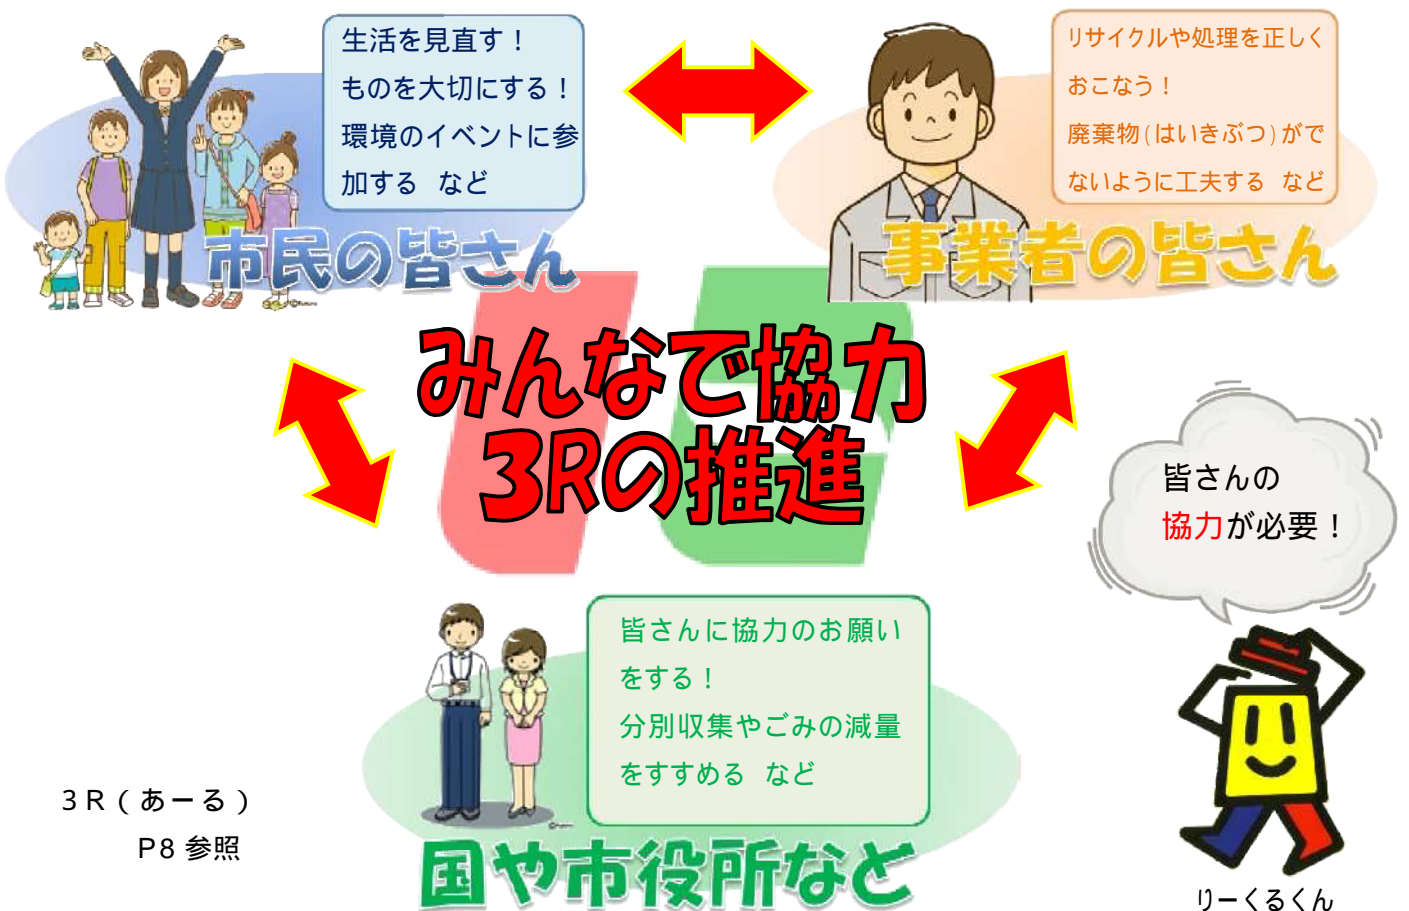 生活を見直す！
ものを大切にする！
環境のイベントに参
加する など
市民の皆さん
リサイクルや処理を正しく
おこなう！
廃棄物(はいきぶつ)がで
ないように工夫する など
事業者の皆さん
みんなで協力
3Rの推進
皆さんの
協力が必要！
皆さんに協力のお願い
をする！
分別収集やごみの減量
をすすめる など
国や市役所など
３Ｒ（あーる）
P8 参照
りーくるくん